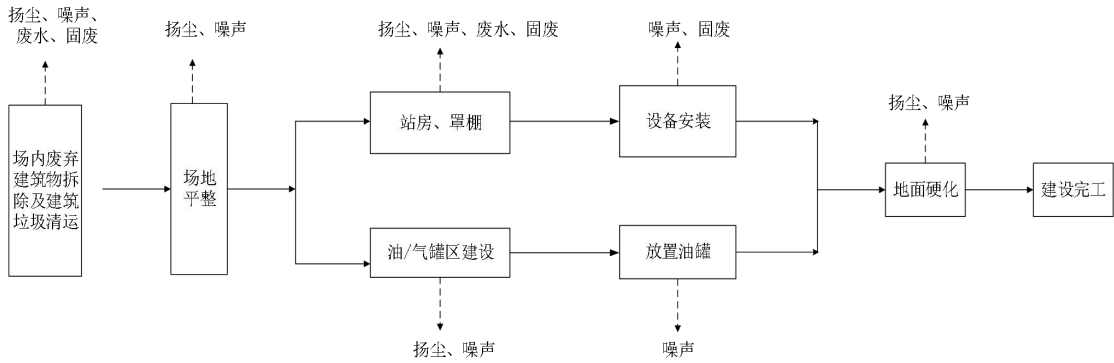 扬尘、噪声、
废水、固废
扬尘、噪声
扬尘、噪声、废水、固废
噪声、固废
场内废弃
建筑物拆
除及建筑
垃圾清运
场地
平整
站房、罩棚
设备安装
油/气罐区建设
放置油罐
扬尘、噪声
噪声
扬尘、噪声
地面硬化
建设完工